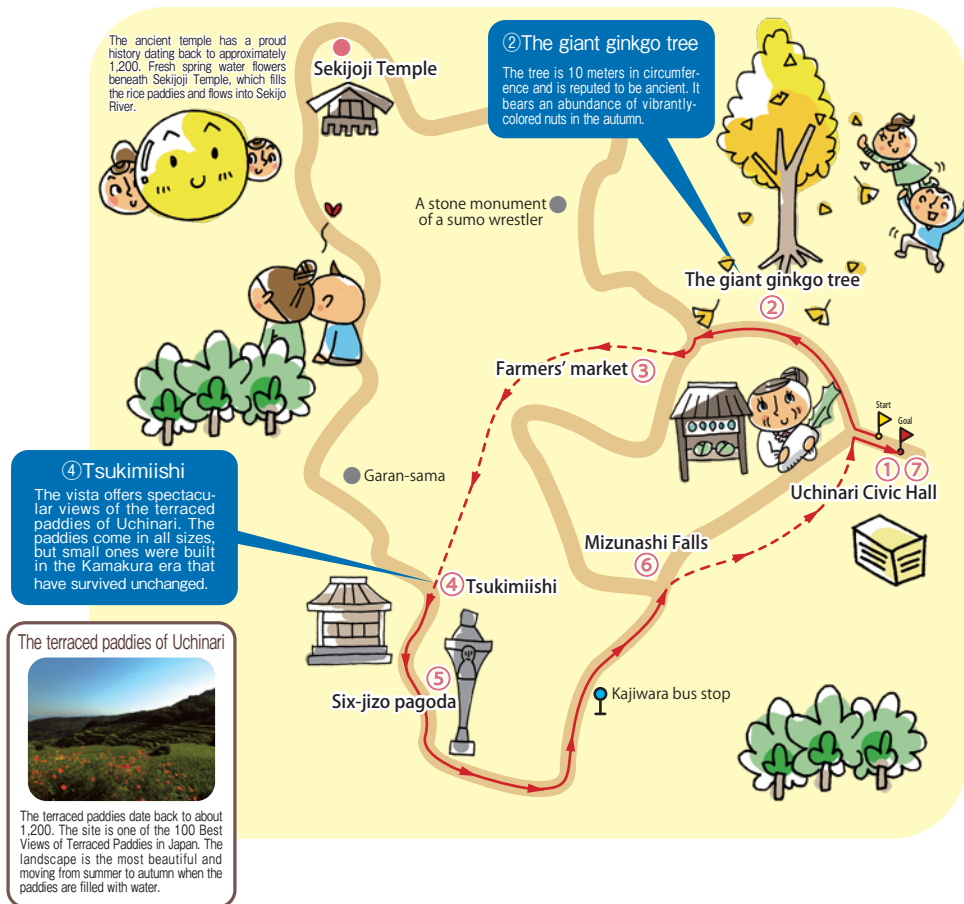 The ancient temple has a proud
history dating back to approximately
1,200. Fresh spring water flowers
beneath Sekijoji Temple, which fills
the rice paddies and flows into Sekijo
River.
Sekijoji Temple
②The giant ginkgo tree
The tree is 10 meters in circumfer-
ence and is reputed to be ancient. It
bears an abundance of vibrantly-
colored nuts in the autumn.
A stone monument
of a sumo wrestler
The giant ginkgo tree
②
Farmers' market ③
Start
Goal
① ⑦
Uchinari Civic Hall
④Tsukimiishi
The vista offers spectacu-
lar views of the terraced
paddies of Uchinari. The
paddies come in all sizes,
but small ones were built
in the Kamakura era that
have survived unchanged.
Garan-sama
Mizunashi Falls
⑥
④ Tsukimiishi
⑤
Six-jizo pagoda
Kajiwara bus stop
The terraced paddies of Uchinari
The terraced paddies date back to about
1,200. The site is one of the 100 Best
Views of Terraced Paddies in Japan. The
landscape is the most beautiful and
moving from summer to autumn when the
paddies are filled with water.